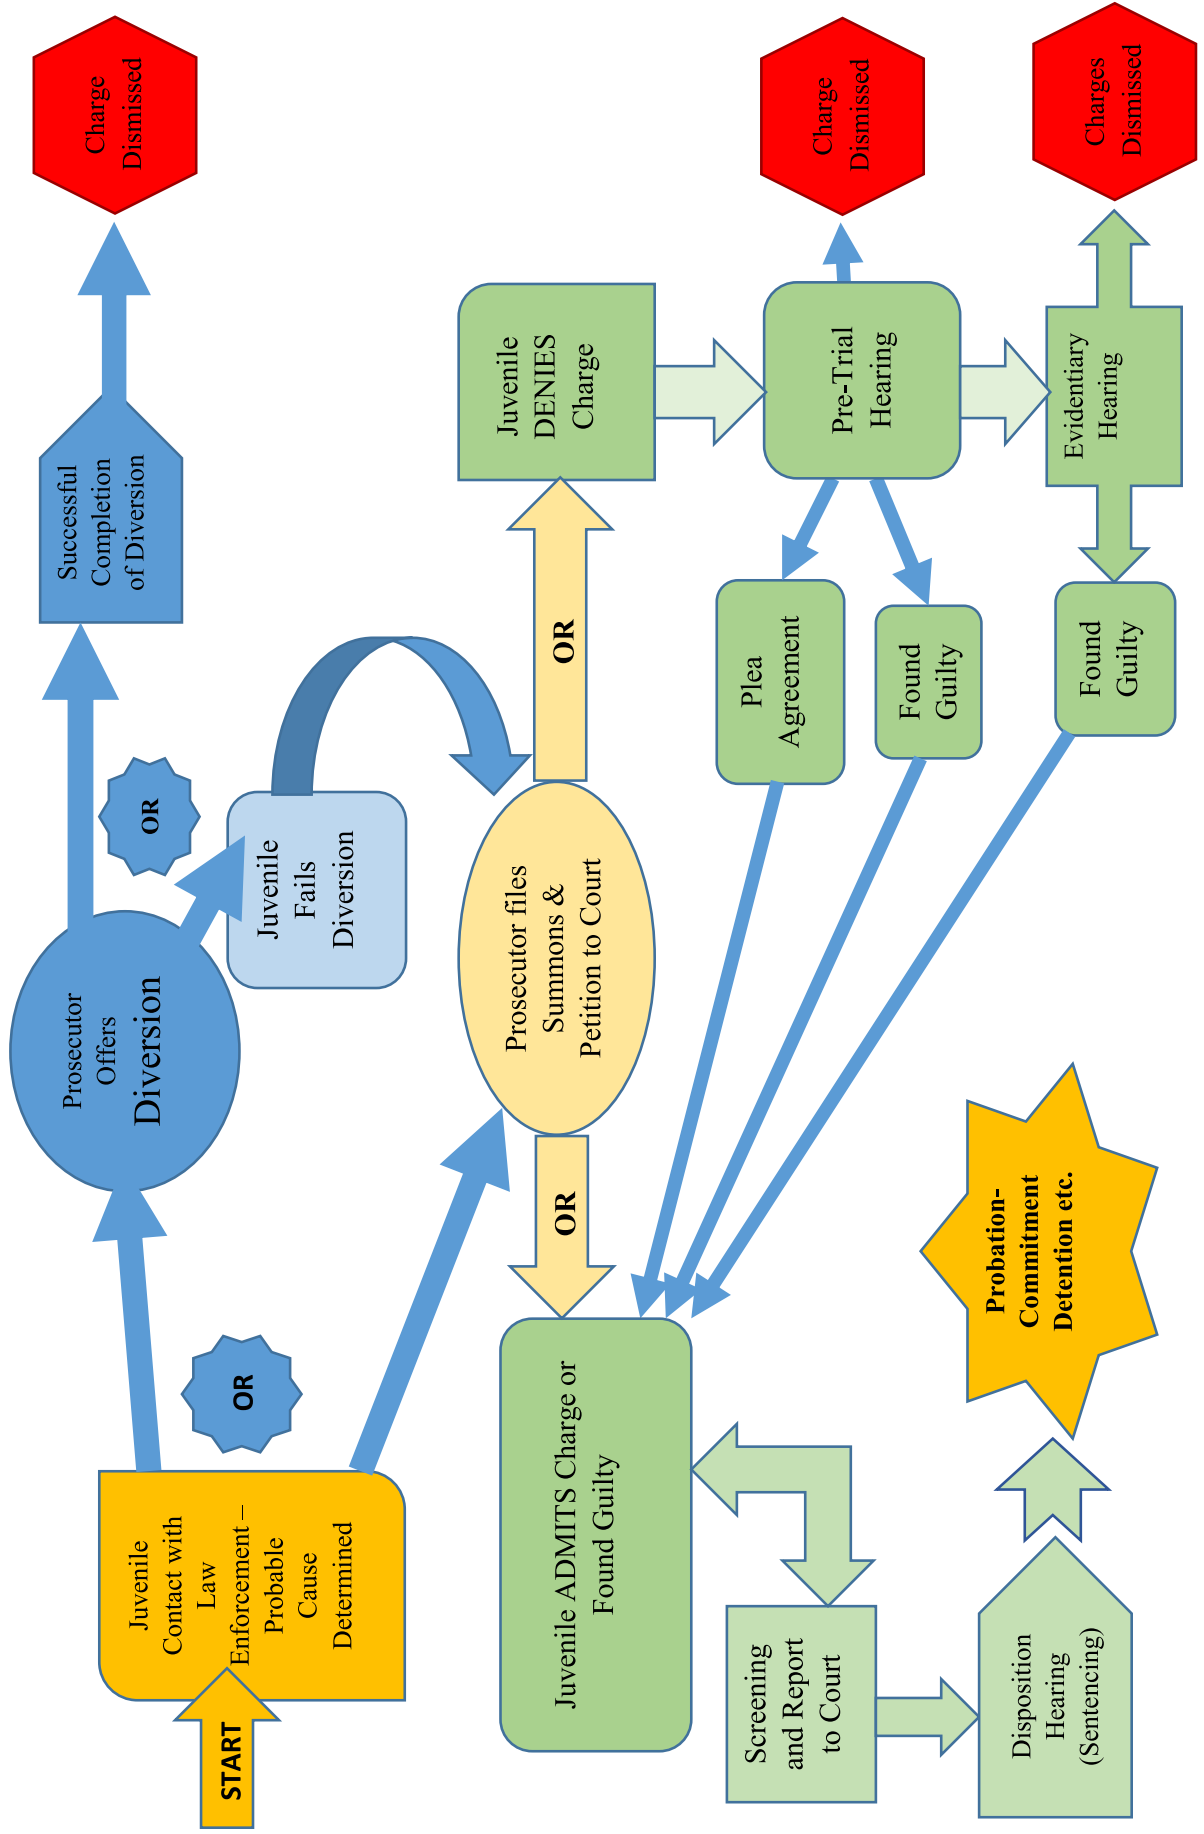 START
Juvenile
Contact with
Law
Enforcement –
Probable
Cause
Determined
OR
Prosecutor
Offers
Diversion
OR
Successful
Completion
of Diversion
Charge
Dismissed
Juvenile
Fails
Diversion
Prosecutor files
Summons &
Petition to Court
OR
OR
Juvenile
DENIES
Charge
Pre-Trial
Hearing
Charge
Dismissed
Plea
Agreement
Found
Guilty
Evidentiary
Hearing
Charges
Dismissed
Found
Guilty
Juvenile ADMITS Charge or
Found Guilty
Screening
and Report
to Court
Disposition
Hearing
(Sentencing)
Probation-
Commitment
Detention etc.